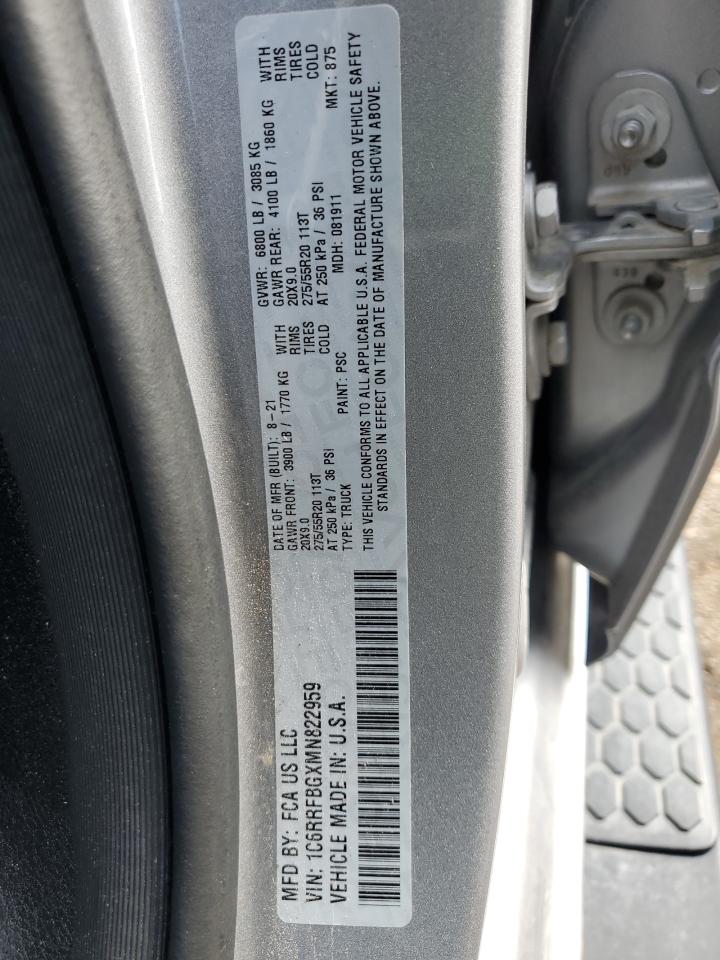 MFD BY: FCA US LLC
VIN: 1C6RRFBGXMN822959
VEHICLE MADE IN: U.S.A.
DATE OF MFR (BUILT): 8-21
GAWR FRONT: 3900 LB / 1770 KG WITH
20X9.0 RIMS
275/55R20 113T TIRES
AT 250 kPa / 36 PSI COLD
TYPE: TRUCK PAINT: PSC
GVWR: 6800 LB / 3085 KG
GAWR REAR: 4100 LB / 1860 KG WITH
20X9.0 RIMS
275/55R20 113T TIRES
AT 250 kPa / 36 PSI COLD
MDH: 081911 MKT: 875
THIS VEHICLE CONFORMS TO ALL APPLICABLE U.S.A. FEDERAL MOTOR VEHICLE SAFETY
STANDARDS IN EFFECT ON THE DATE OF MANUFACTURE SHOWN ABOVE.